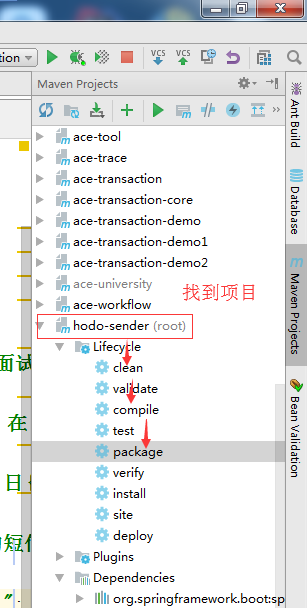 tion
VCS
VCS
Maven Projects
ace-tool
ace-trace
ace-transaction
ace-transaction-core
ace-transaction-demo
ace-transaction-demo1
ace-transaction-demo2
ace-university
ace-workflow
找到项目
hodo-sender (root)
Lifecycle
clean
validate
compile
test
package
verify
install
site
deploy
Plugins
Dependencies
org.springframework.boot:sp
面试
在
日
短信
Ant Build
Database
Maven Projects
Bean Validation